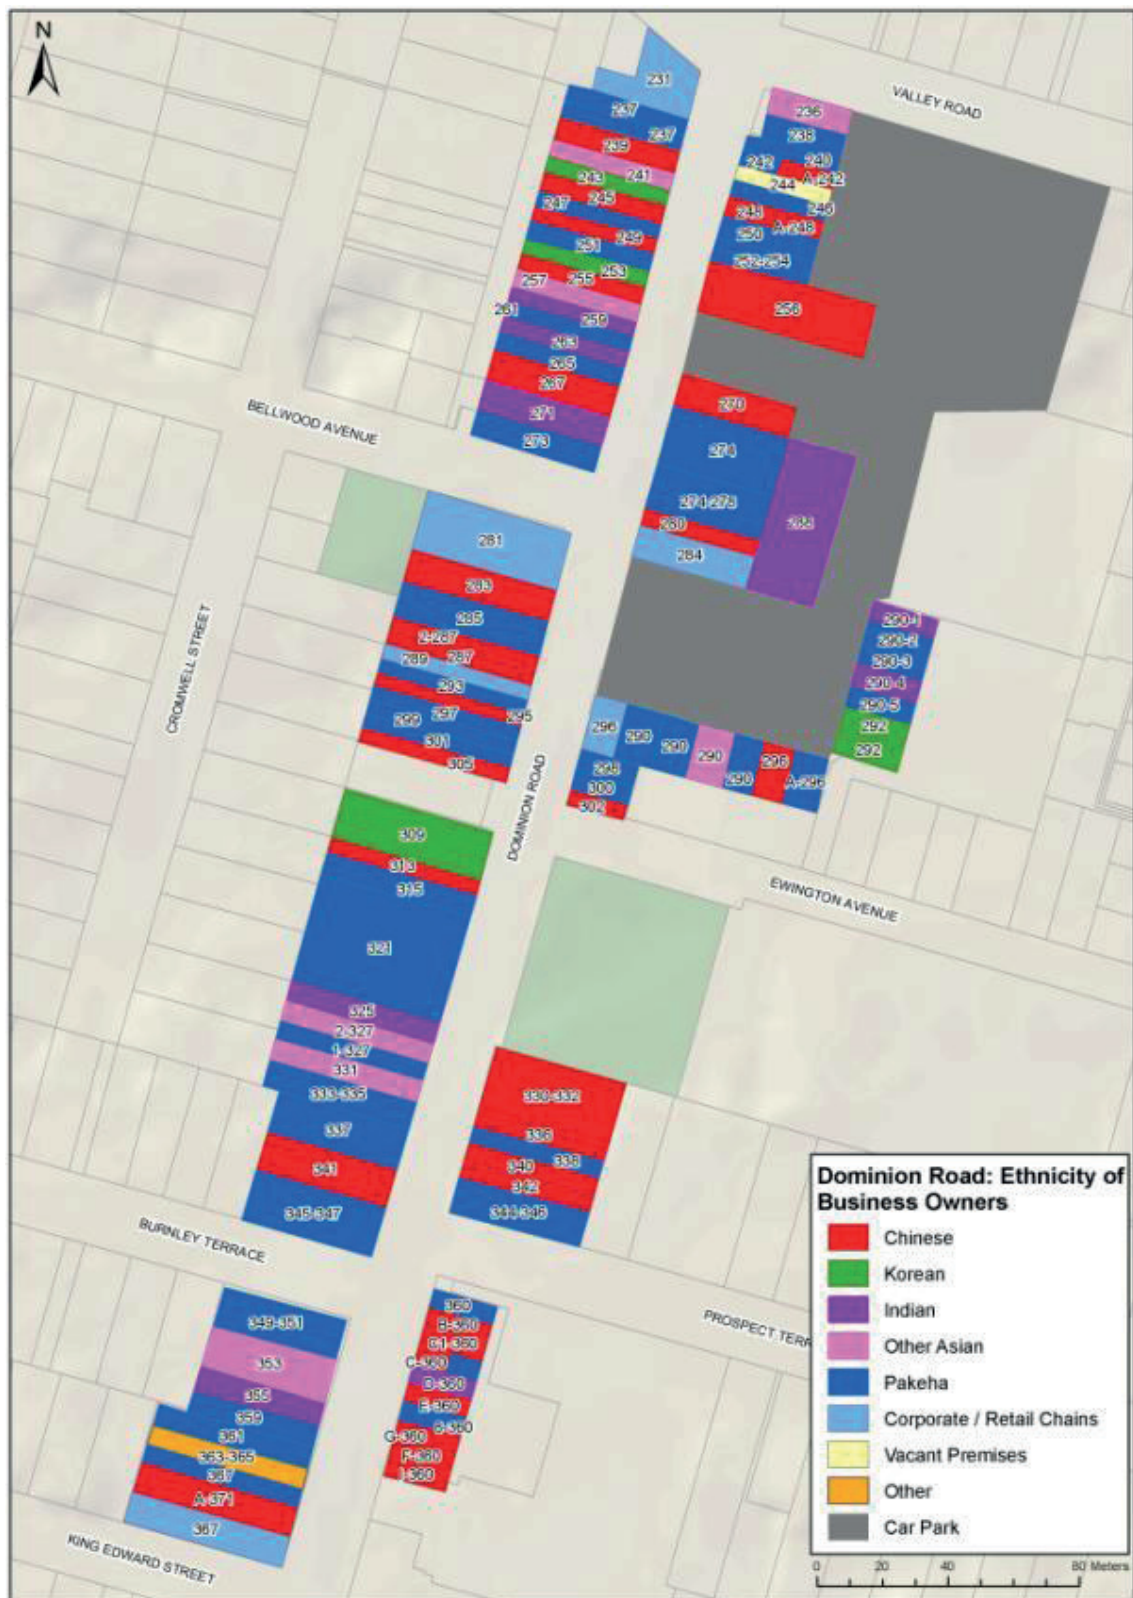 N
VALLEY ROAD
231
237
237
239
241
243
245
247
249
251
253
255
257
259
261
263
265
267
271
273
236
238
240
242
A-242
244
246
248
A-248
250
252-254
256
270
274
274-278
280
284
288
BELLWOOD AVENUE
281
283
285
2-287
287
289
293
295
297
299
301
305
CROMWELL STREET
DOMINION ROAD
290-1
290-2
290-3
290-4
290-5
292
292
296
290
290
290
290
296
A-296
298
300
302
EWINGTON AVENUE
309
313
315
321
325
2-327
1-327
331
333-335
337
341
345-347
330-332
336
338
340
342
344-346
BURNLEY TERRACE
PROSPECT TERR
349-351
353
355
359
361
363-365
367
A-371
367
360
B-360
C1-360
C-360
D-360
E-360
G-360
F-360
I-360
KING EDWARD STREET
Dominion Road: Ethnicity of
Business Owners
Chinese
Korean
Indian
Other Asian
Pakeha
Corporate / Retail Chains
Vacant Premises
Other
Car Park
0 20 40 80 Meters